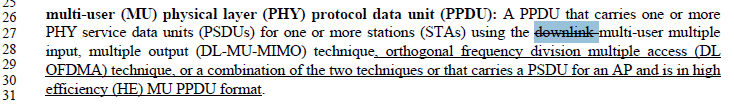 25
26 multi-user (MU) physical layer (PHY) protocol data unit (PPDU): A PPDU that carries one or more
27 PHY service data units (PSDUs) for one or more stations (STAs) using the downlink multi-user multiple
28 input, multiple output (DL-MU-MIMO) technique, orthogonal frequency division multiple access (DL
29 OFDMA) technique, or a combination of the two techniques or that carries a PSDU for an AP and is in high
30 efficiency (HE) MU PPDU format.
31